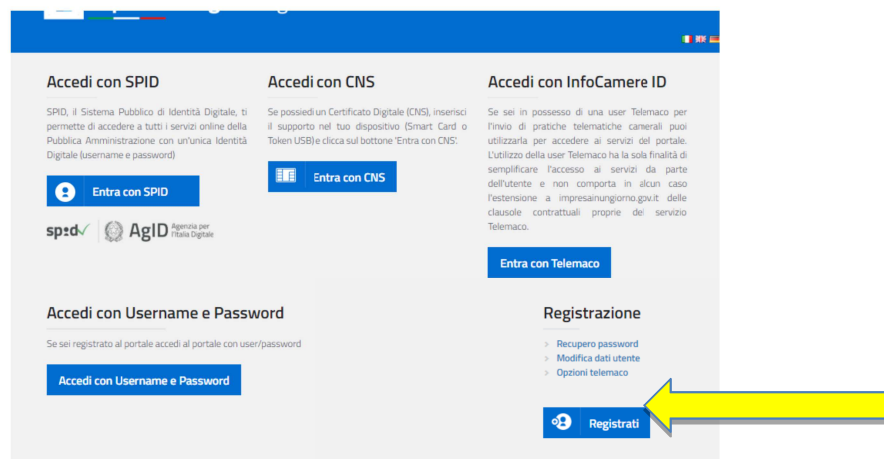 Accedi con SPID
SPID, il Sistema Pubblico di Identità Digitale, ti
permette di accedere a tutti i servizi online della
Pubblica Amministrazione con un'unica Identità
Digitale (username e password)
Entra con SPID
sp:d
AgID Agenzia per
l'Italia Digitale
Accedi con CNS
Se possiedi un Certificato Digitale (CNS), inserisci
il supporto nel tuo dispositivo (Smart Card o
Token USB) e clicca sul bottone 'Entra con CNS'.
Entra con CNS
Accedi con InfoCamere ID
Se sei in possesso di una user Telemaco per
l'invio di pratiche telematiche camerali puoi
utilizzarla per accedere ai servizi del portale.
L'utilizzo della user Telemaco ha la sola finalità di
semplificare l'accesso ai servizi da parte
dell'utente e non comporta in alcun caso
l'estensione a impresainungiorno.gov.it delle
clausole contrattuali proprie del servizio
Telemaco.
Entra con Telemaco
Accedi con Username e Password
Se sei registrato al portale accedi al portale con user/password
Accedi con Username e Password
Registrazione
> Recupero password
> Modifica dati utente
> Opzioni telemaco
Registrati